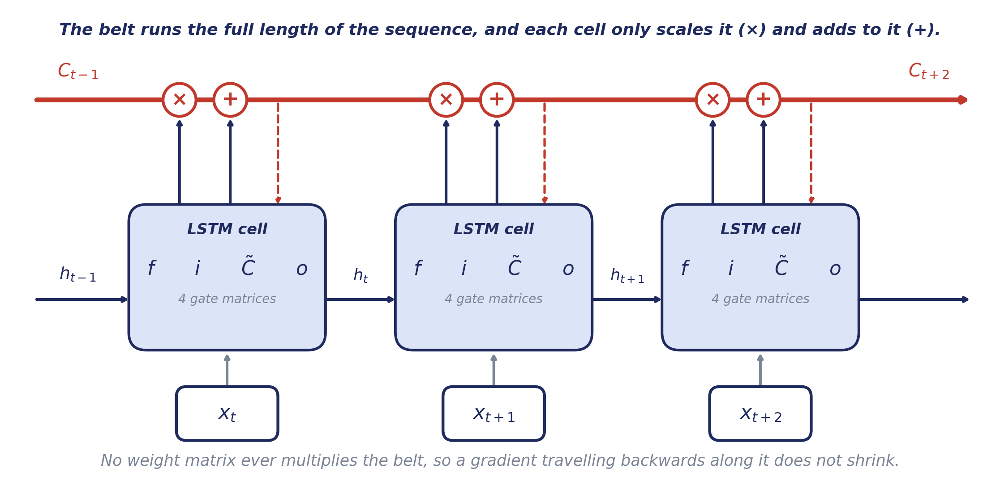 The belt runs the full length of the sequence, and each cell only scales it (×) and adds to it (+).
C_{t−1}
C_{t+2}
× + × + × +
LSTM cell LSTM cell LSTM cell
f i C̃ o f i C̃ o f i C̃ o
h_{t−1} h_t h_{t+1}
4 gate matrices 4 gate matrices 4 gate matrices
x_t x_{t+1} x_{t+2}
No weight matrix ever multiplies the belt, so a gradient travelling backwards along it does not shrink.